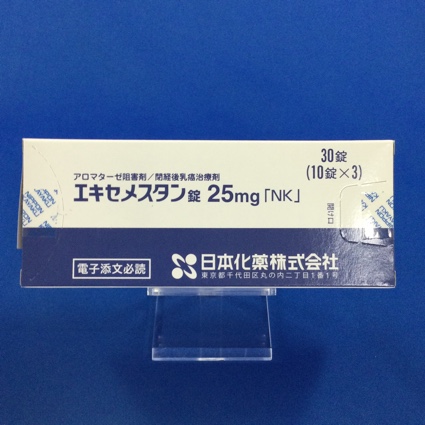 30錠
(10錠×3)
アロマターゼ阻害剤／閉経後乳癌治療剤
エキセメスタン錠 25mg「NK」
開け口
電子添文必読
日本化薬株式会社
東京都千代田区丸の内二丁目1番1号